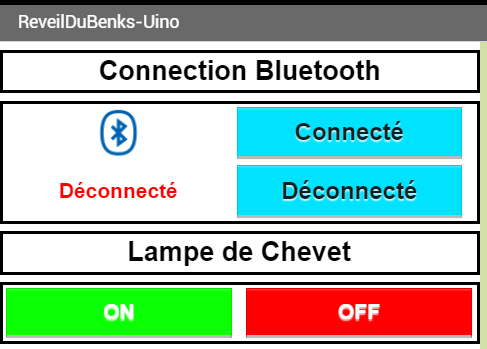 ReveilDuBenks-Uino
Connection Bluetooth
Connecté
Déconnecté
Déconnecté
Lampe de Chevet
ON OFF